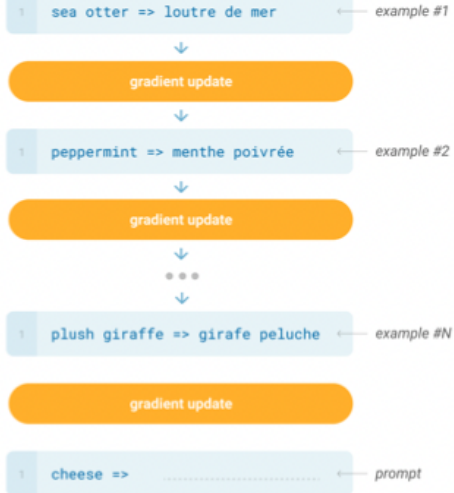 1 sea otter => loutre de mer example #1
gradient update
1 peppermint => menthe poivrée example #2
gradient update
1 plush giraffe => girafe peluche example #N
gradient update
1 cheese => prompt